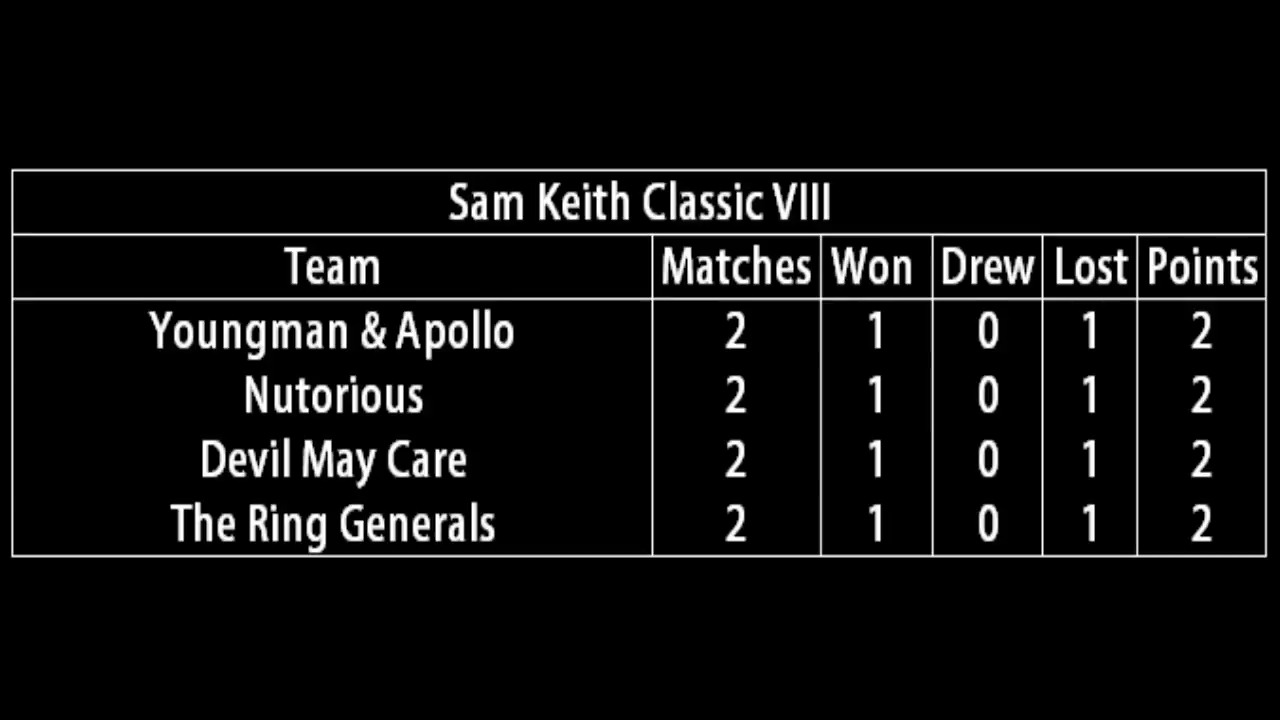 Sam Keith Classic VIII
Team Matches Won Drew Lost Points
Youngman & Apollo 2 1 0 1 2
Nutorious 2 1 0 1 2
Devil May Care 2 1 0 1 2
The Ring Generals 2 1 0 1 2